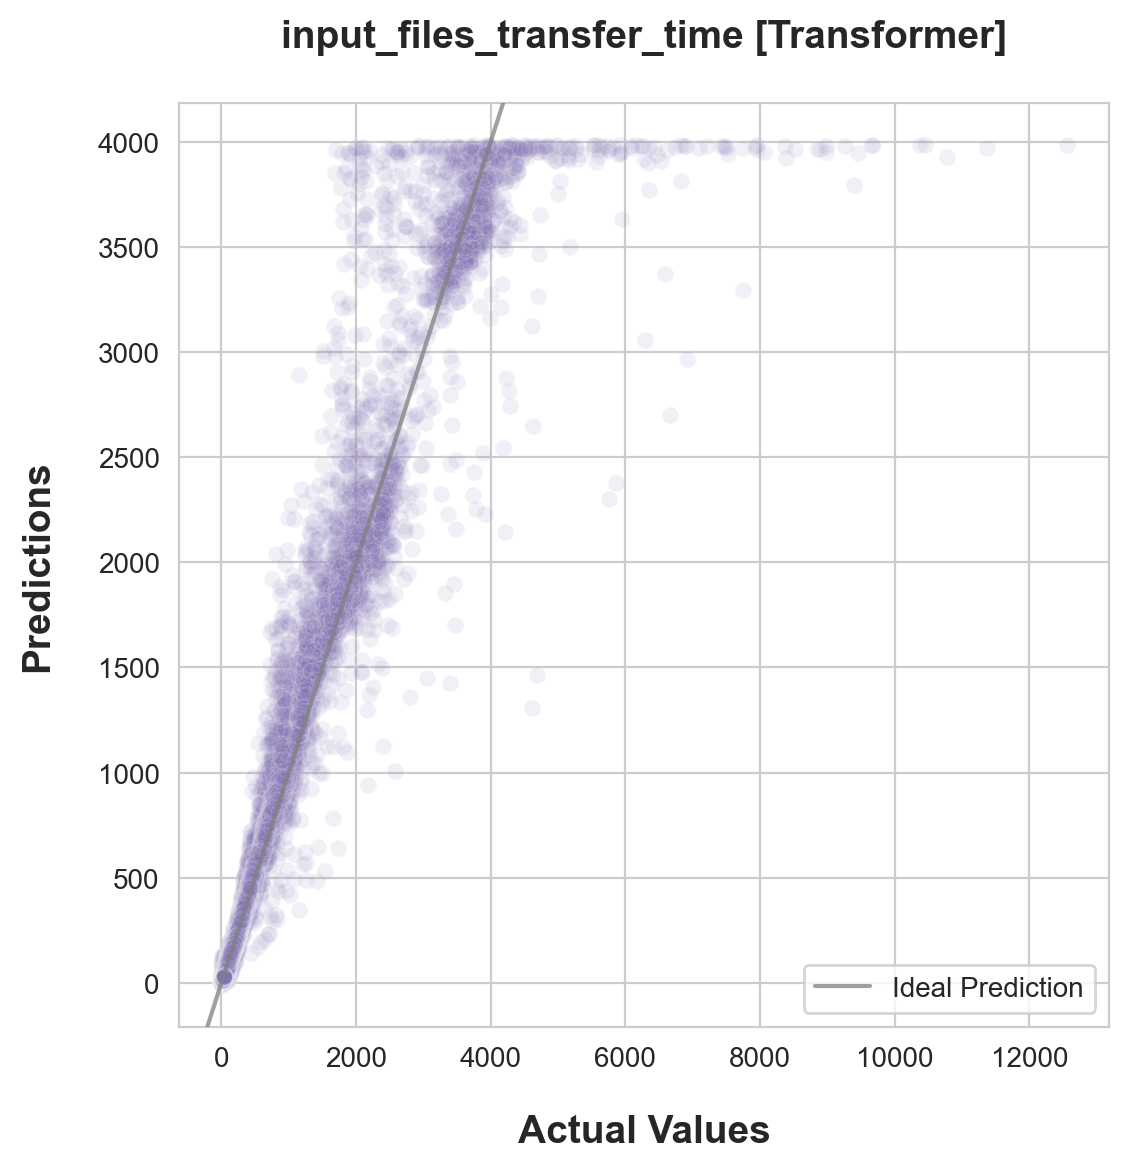 input_files_transfer_time [Transformer]
Predictions
4000
3500
3000
2500
2000
1500
1000
500
0
0 2000 4000 6000 8000 10000 12000
Ideal Prediction
Actual Values